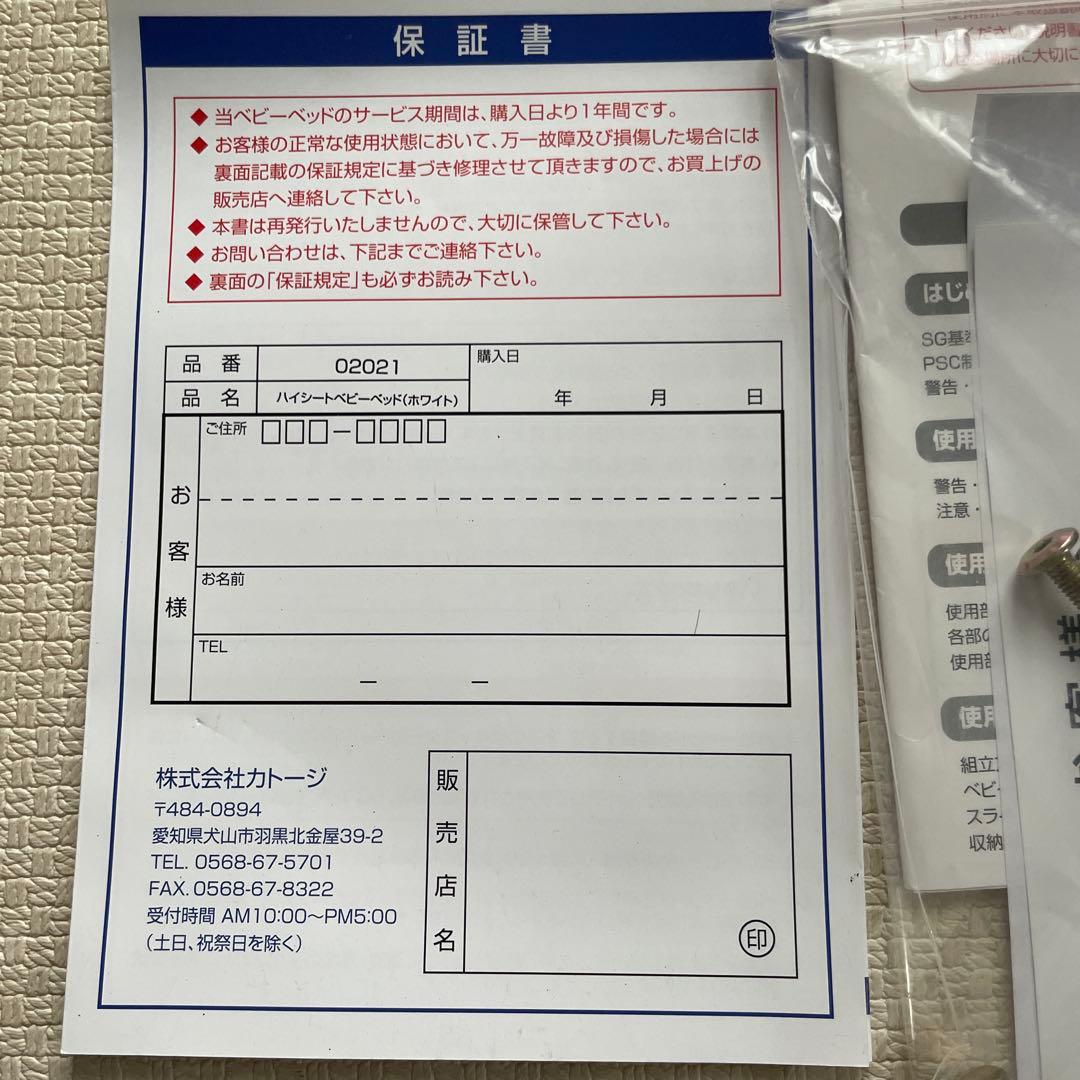 保証書
◆ 当ベビーベッドのサービス期間は、購入日より1年間です。
◆ お客様の正常な使用状態において、万一故障及び損傷した場合には
裏面記載の保証規定に基づき修理させて頂きますので、お買上げの
販売店へ連絡して下さい。
◆ 本書は再発行いたしませんので、大切に保管して下さい。
◆ お問い合わせは、下記までご連絡下さい。
◆ 裏面の「保証規定」も必ずお読み下さい。
品番 02021
購入日
年 月 日
品名 ハイシートベビーベッド(ホワイト)
お客様
ご住所 □□□-□□□□
お名前
TEL
— —
株式会社カトージ
〒484-0894
愛知県犬山市羽黒北金屋39-2
TEL. 0568-67-5701
FAX. 0568-67-8322
受付時間 AM10:00〜PM5:00
(土日、祝祭日を除く)
販売店名
印
はじ
SG基
PSC制
警告・
使用
警告・
注意・
使用
使用部
各部の
使用部
使用
組立
ベビー
スラ
収納